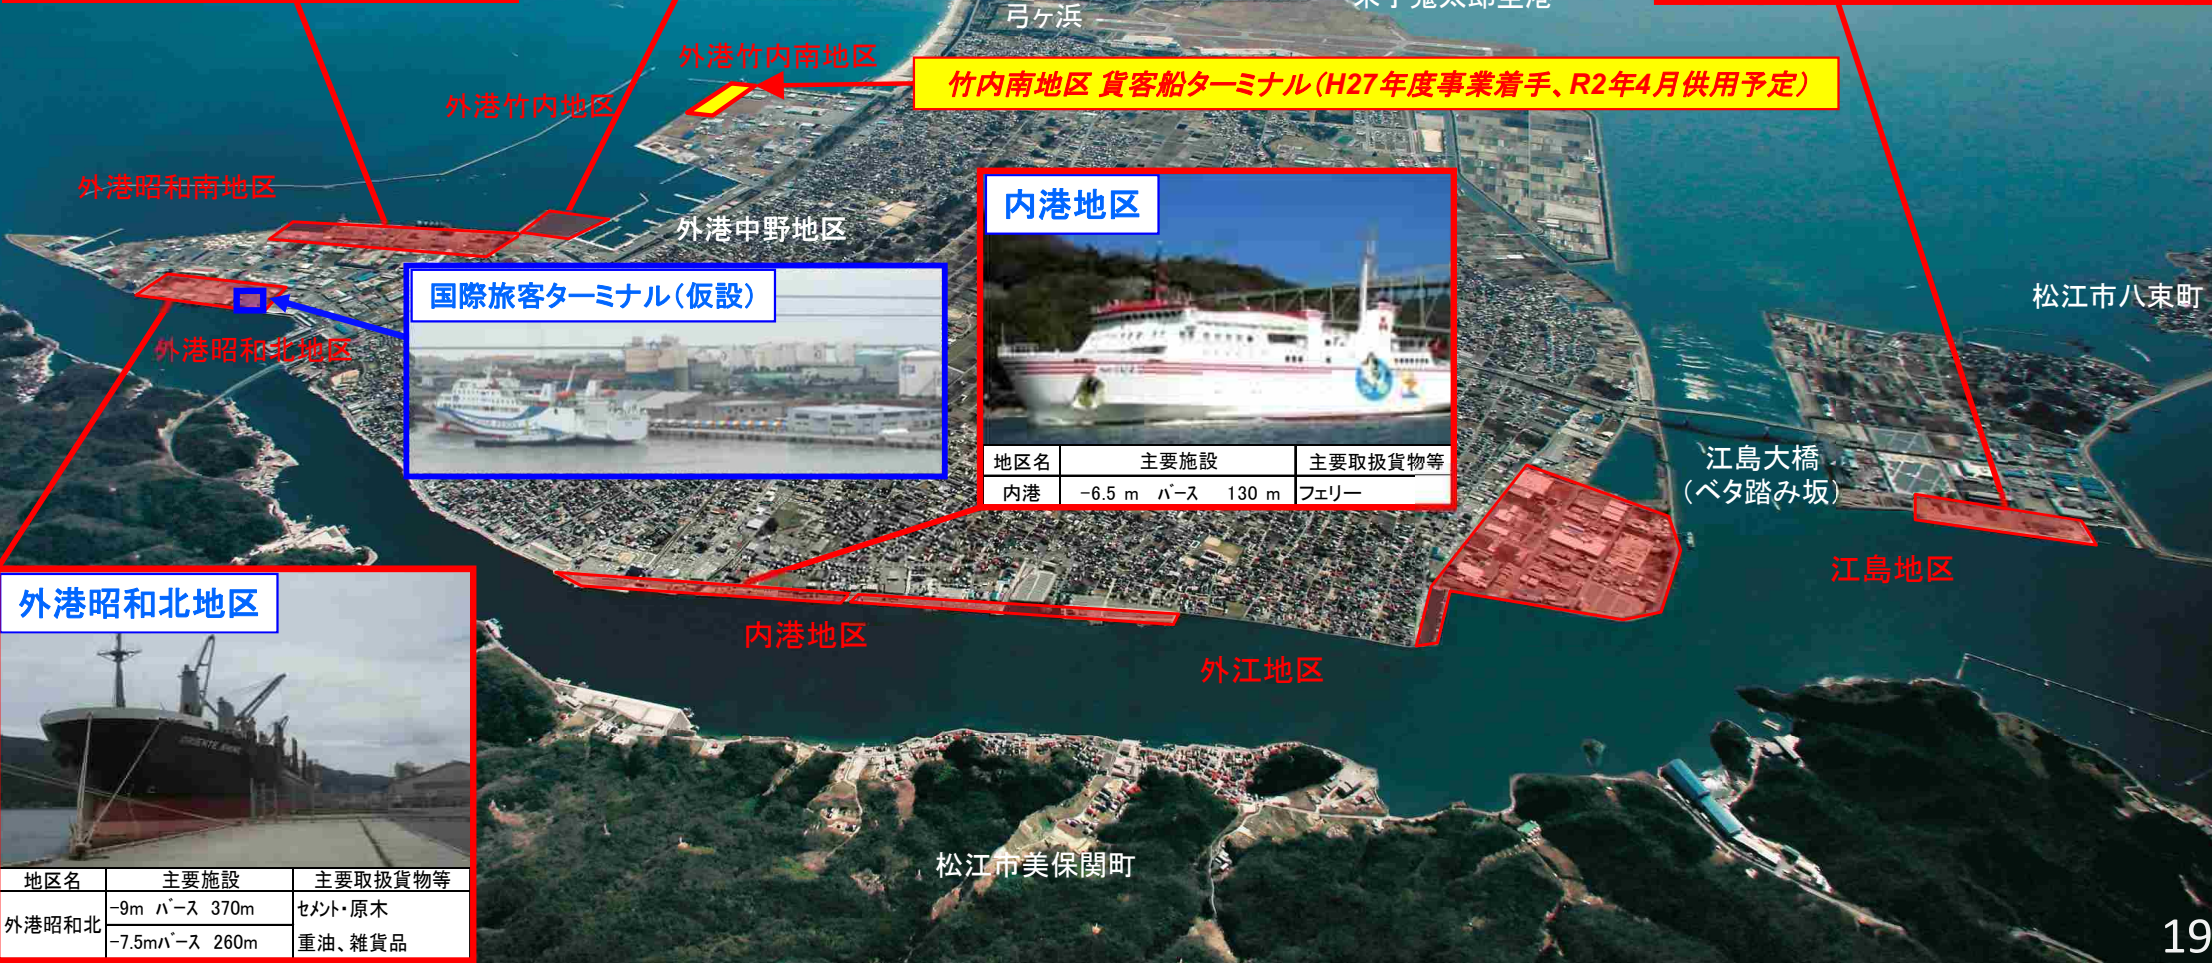 弓ヶ浜
米子鬼太郎空港
外港竹内南地区
竹内南地区 貨客船ターミナル(H27年度事業着手、R2年4月供用予定)
外港竹内地区
外港昭和南地区
外港中野地区
内港地区
国際旅客ターミナル(仮設)
松江市八束町
外港昭和北地区
地区名 主要施設 主要取扱貨物等
内港 -6.5 m バース 130 m フェリー
江島大橋
(ベタ踏み坂)
江島地区
外港昭和北地区
内港地区
外江地区
ORIENTE SHINE
松江市美保関町
地区名 主要施設 主要取扱貨物等
外港昭和北 -9m バース 370m セメント・原木
-7.5mバース 260m 重油、雑貨品
19